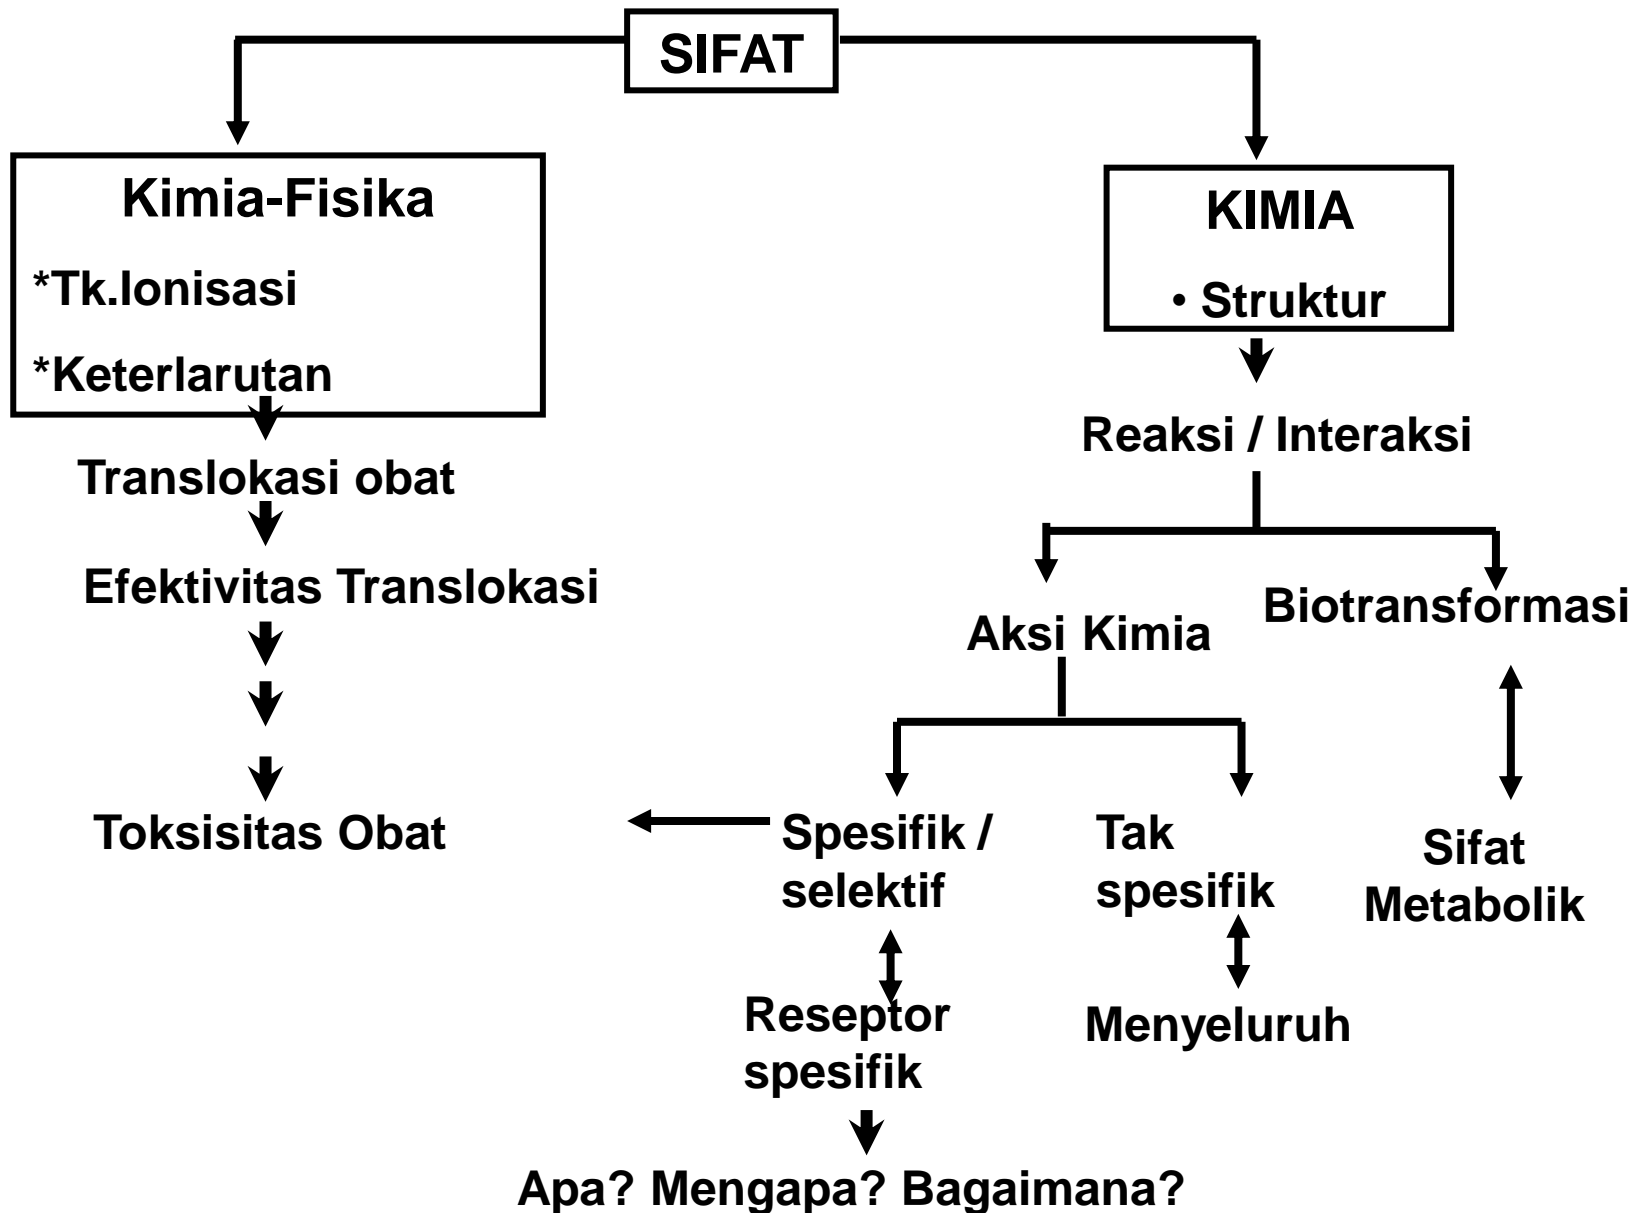 SIFAT
Kimia-Fisika
*Tk.Ionisasi
*Keterlarutan
Translokasi obat
Efektivitas Translokasi
Toksisitas Obat
KIMIA
• Struktur
Reaksi / Interaksi
Aksi Kimia
Biotransformasi
Spesifik /
selektif
Tak
spesifik
Sifat
Metabolik
Reseptor
spesifik
Menyeluruh
Apa? Mengapa? Bagaimana?